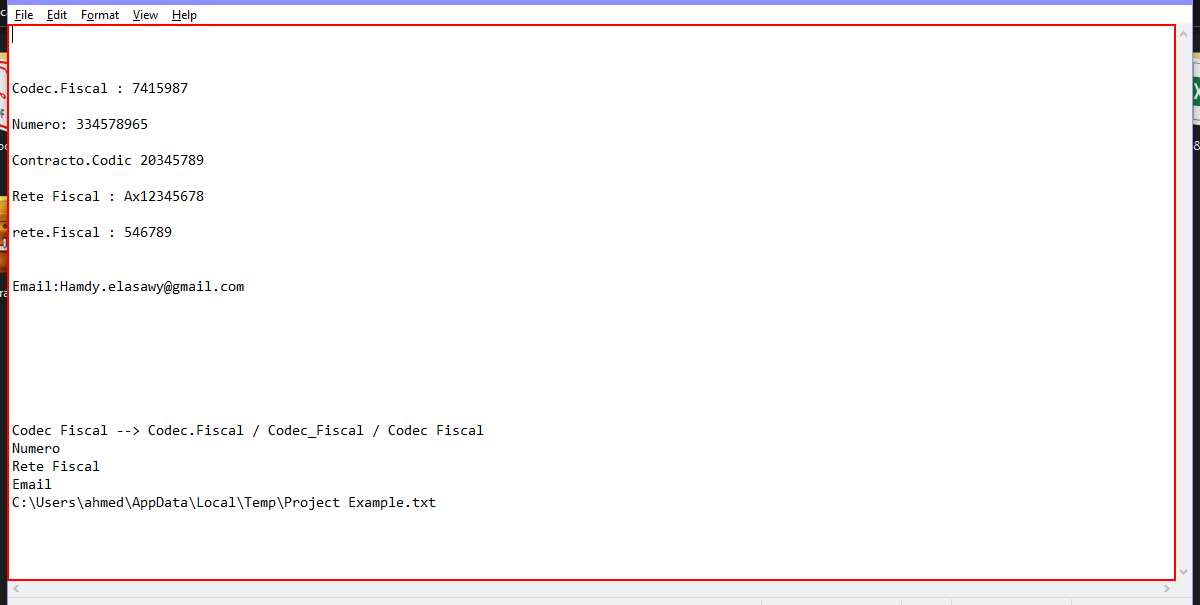 File Edit Format View Help
Codec.Fiscal : 7415987
Numero: 334578965
Contracto.Codic 20345789
Rete Fiscal : Ax12345678
rete.Fiscal : 546789
Email:Hamdy.elasawy@gmail.com
Codec Fiscal --> Codec.Fiscal / Codec_Fiscal / Codec Fiscal
Numero
Rete Fiscal
Email
C:\Users\ahmed\AppData\Local\Temp\Project Example.txt